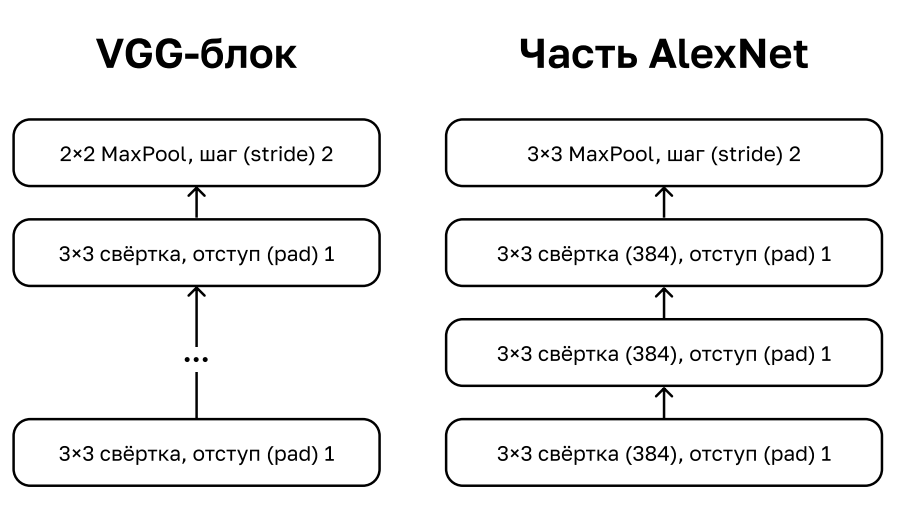 VGG-блок
2×2 MaxPool, шаг (stride) 2
3×3 свёртка, отступ (pad) 1
...
3×3 свёртка, отступ (pad) 1
Часть AlexNet
3×3 MaxPool, шаг (stride) 2
3×3 свёртка (384), отступ (pad) 1
3×3 свёртка (384), отступ (pad) 1
3×3 свёртка (384), отступ (pad) 1